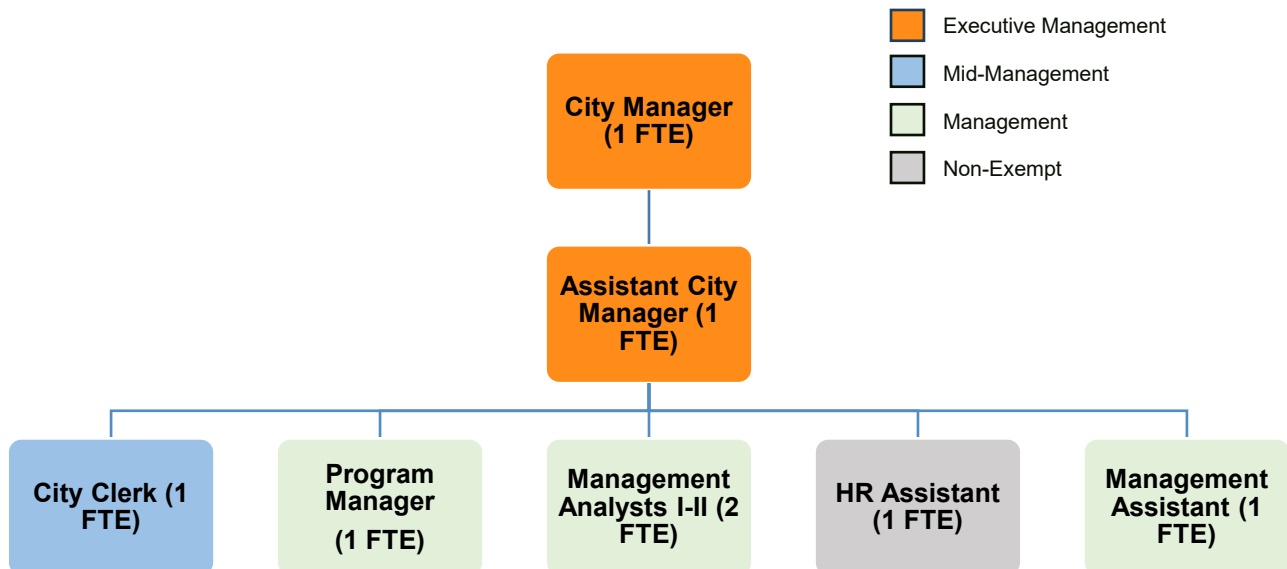 Executive Management
Mid-Management
Management
Non-Exempt
City Manager
(1 FTE)
Assistant City
Manager (1
FTE)
City Clerk (1
FTE)
Program
Manager
(1 FTE)
Management
Analysts I-II (2
FTE)
HR Assistant
(1 FTE)
Management
Assistant (1
FTE)